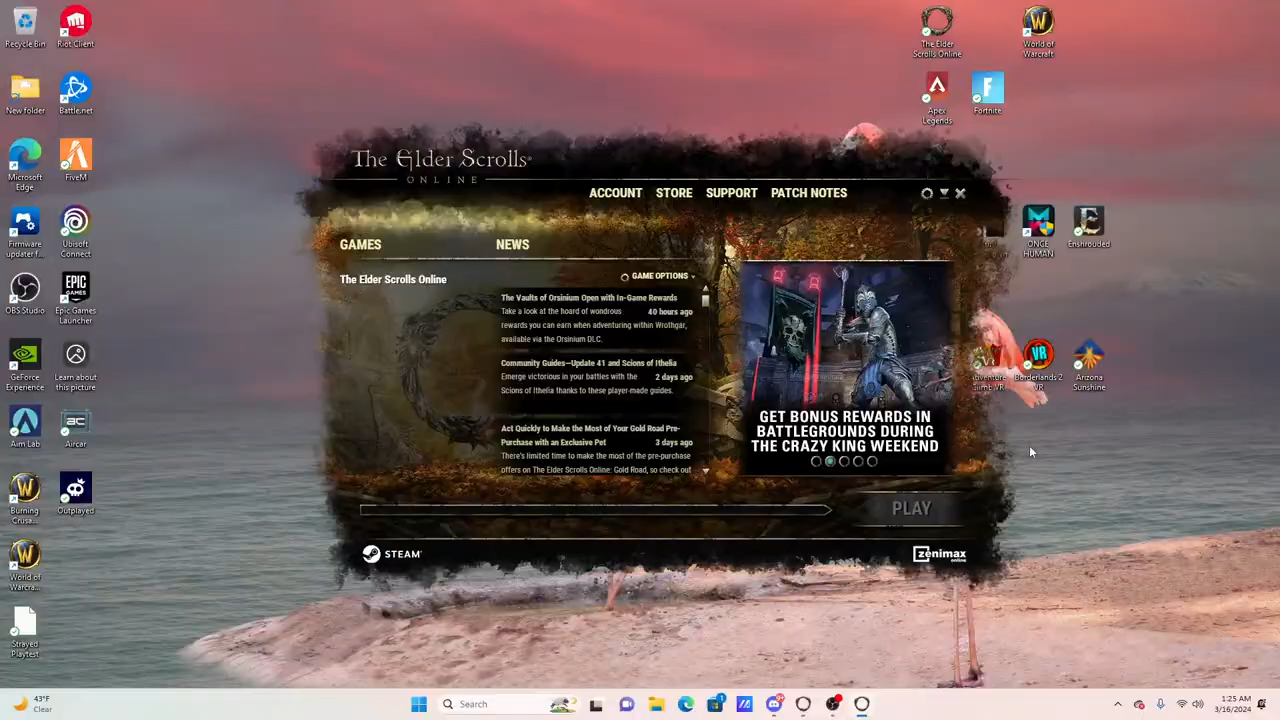 Recycle Bin
Riot Client
New folder
Battle.net
Microsoft
Edge
FiveM
Firmware
updater f...
Ubisoft
Connect
OBS Studio
Epic Games
Launcher
GeForce
Experience
Learn about
this picture
Aim Lab
Aircar
Burning
Crusa...
Outplayed
World of
Warcra...
Strayed
Playtest
The Elder
Scrolls Online
World of
Warcraft
Apex
Legends
Fortnite
ONCE
HUMAN
Enshrouded
Borderlands 2
VR
Arizona
Sunshine
The Elder Scrolls
ONLINE
ACCOUNT STORE SUPPORT PATCH NOTES
GAMES
NEWS
The Elder Scrolls Online
GAME OPTIONS
The Vaults of Orsinium Open with In-Game Rewards
Take a look at the hoard of wondrous 40 hours ago
rewards you can earn when adventuring within Wrothgar,
available via the Orsinium DLC.
Community Guides—Update 41 and Scions of Ithelia
Emerge victorious in your battles with the 2 days ago
Scions of Ithelia thanks to these player-made guides.
Act Quickly to Make the Most of Your Gold Road Pre-
Purchase with an Exclusive Pet 3 days ago
There's limited time to make the most of the pre-purchase
offers on The Elder Scrolls Online: Gold Road, so check out
GET BONUS REWARDS IN
BATTLEGROUNDS DURING
THE CRAZY KING WEEKEND
PLAY
STEAM
zenimax
online
43°F
Clear
Search
1:25 AM
3/16/2024